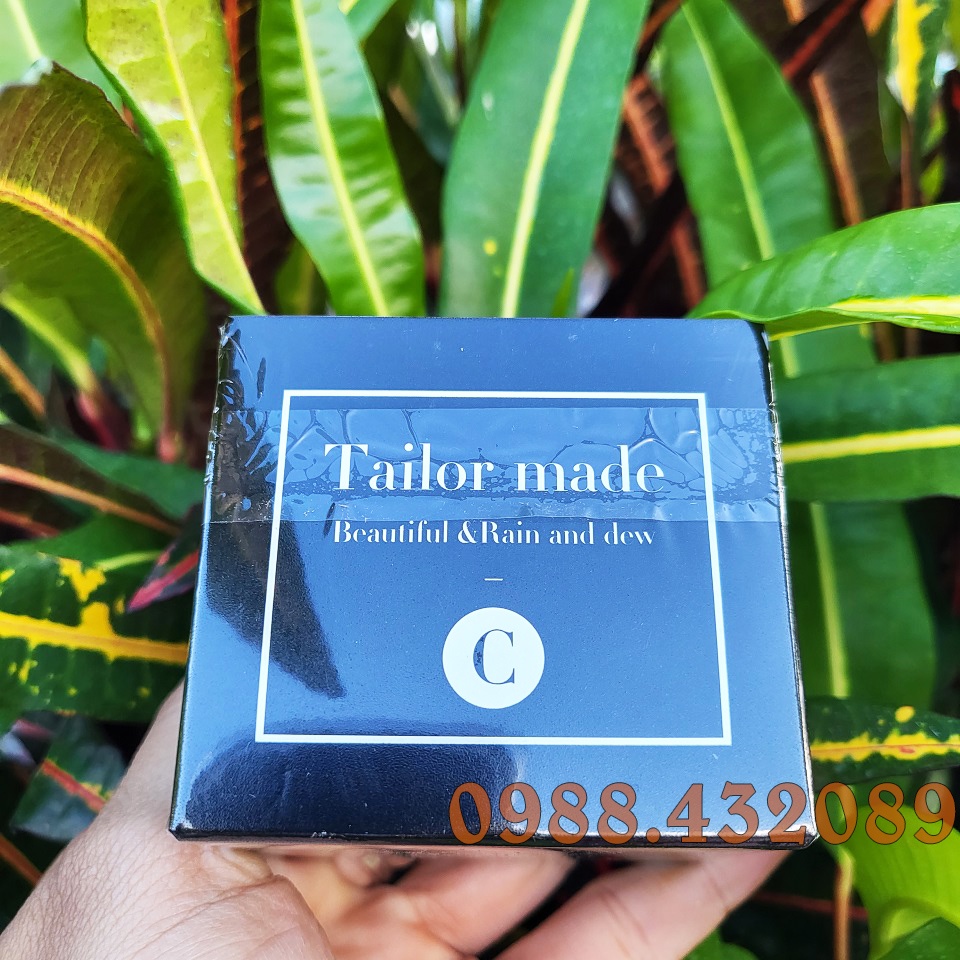 Tailor made
Beautiful &Rain and dew
C
0988.432089